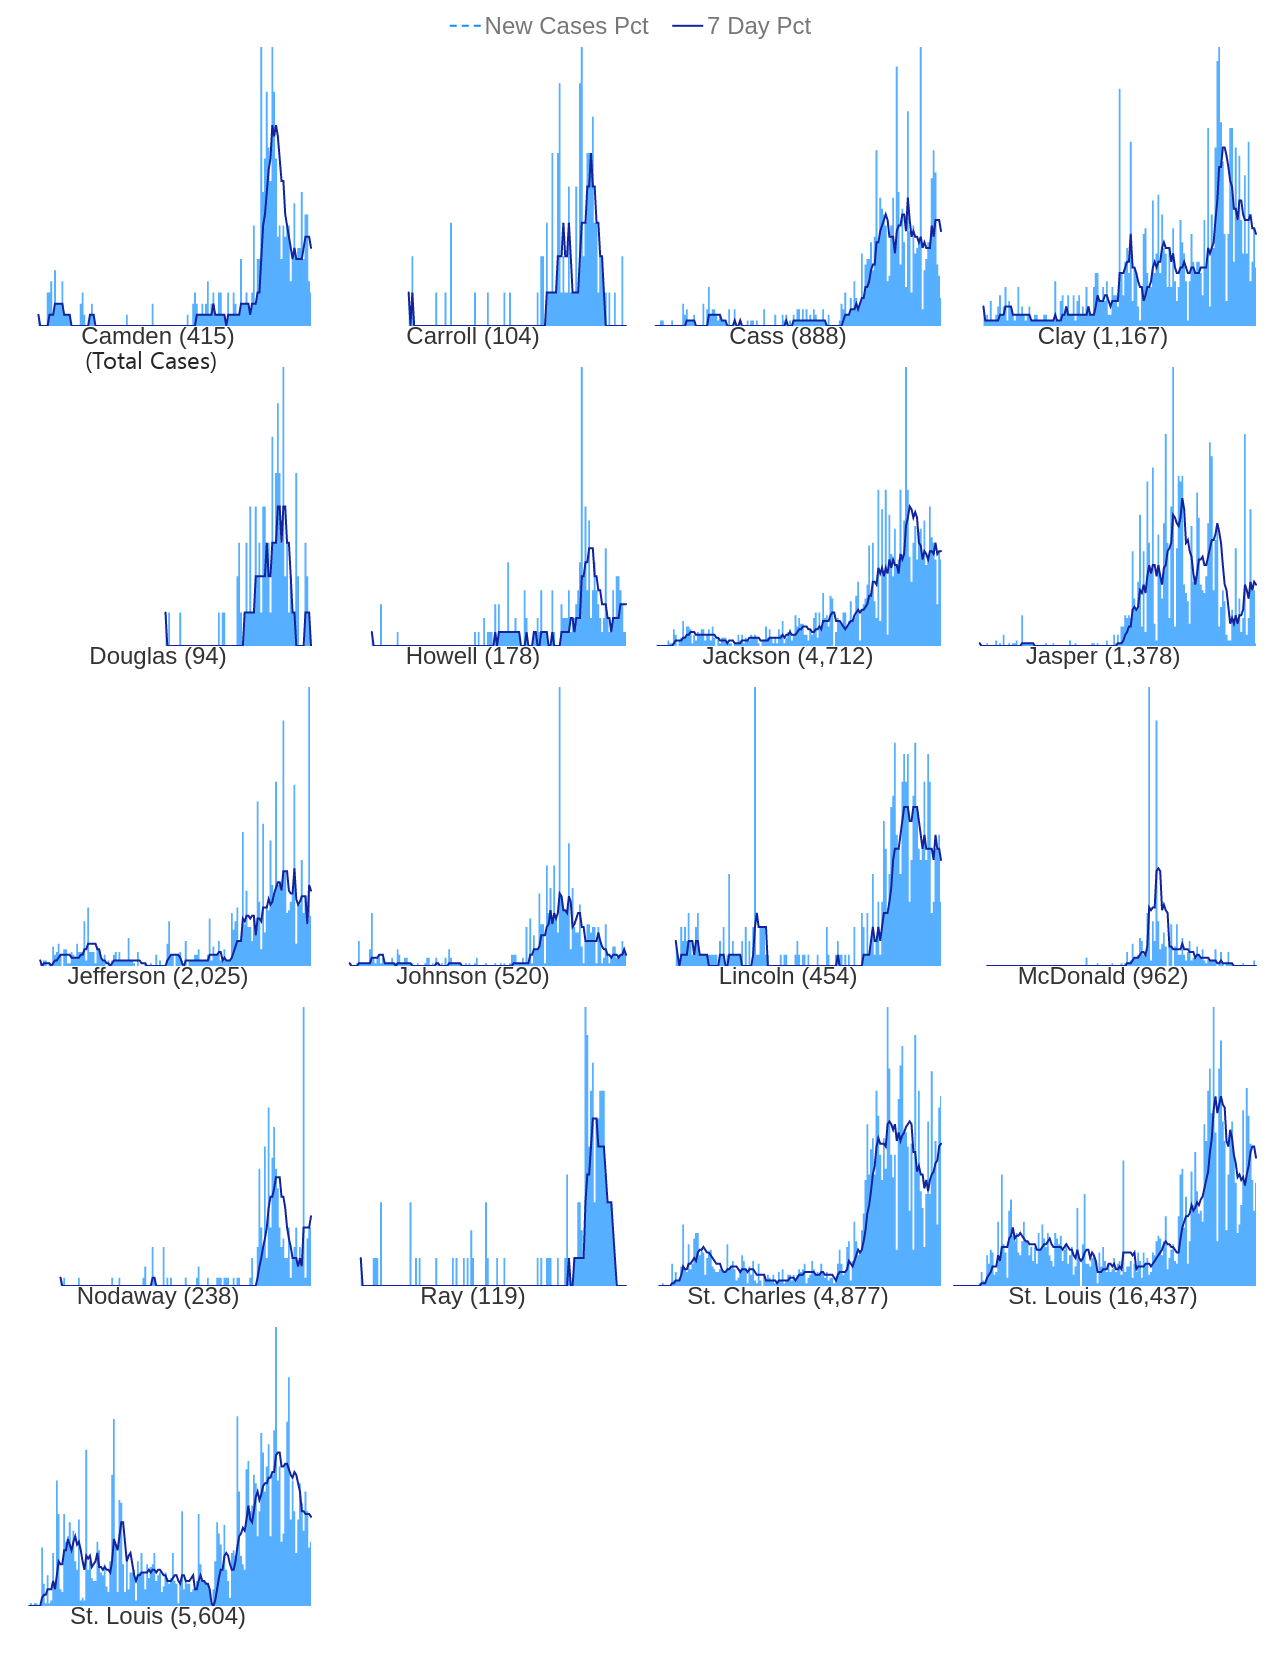 New Cases Pct 7 Day Pct
Camden (415) Carroll (104) Cass (888) Clay (1,167)
(Total Cases)
Douglas (94) Howell (178) Jackson (4,712) Jasper (1,378)
Jefferson (2,025) Johnson (520) Lincoln (454) McDonald (962)
Nodaway (238) Ray (119) St. Charles (4,877) St. Louis (16,437)
St. Louis (5,604)